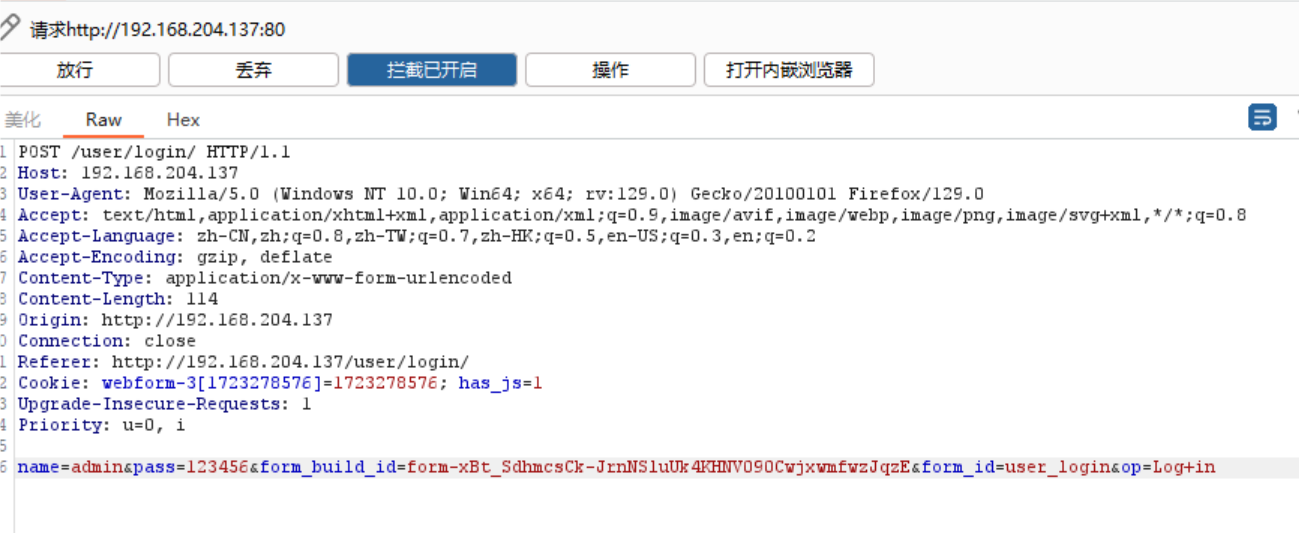 请求http://192.168.204.137:80
放行 丢弃 拦截已开启 操作 打开内嵌浏览器
美化 Raw Hex
1 POST /user/login/ HTTP/1.1
2 Host: 192.168.204.137
3 User-Agent: Mozilla/5.0 (Windows NT 10.0; Win64; x64; rv:129.0) Gecko/20100101 Firefox/129.0
4 Accept: text/html,application/xhtml+xml,application/xml;q=0.9,image/avif,image/webp,image/png,image/svg+xml,*/*;q=0.8
5 Accept-Language: zh-CN,zh;q=0.8,zh-TW;q=0.7,zh-HK;q=0.5,en-US;q=0.3,en;q=0.2
6 Accept-Encoding: gzip, deflate
7 Content-Type: application/x-www-form-urlencoded
8 Content-Length: 114
9 Origin: http://192.168.204.137
0 Connection: close
1 Referer: http://192.168.204.137/user/login/
2 Cookie: webform-3[1723278576]=1723278576; has_js=1
3 Upgrade-Insecure-Requests: 1
4 Priority: u=0, i
5
6 name=admin&pass=123456&form_build_id=form-xBt_SdhmcsCk-JrnNSluUk4KHNV090CwjxwmfwzJqzE&form_id=user_login&op=Log+in